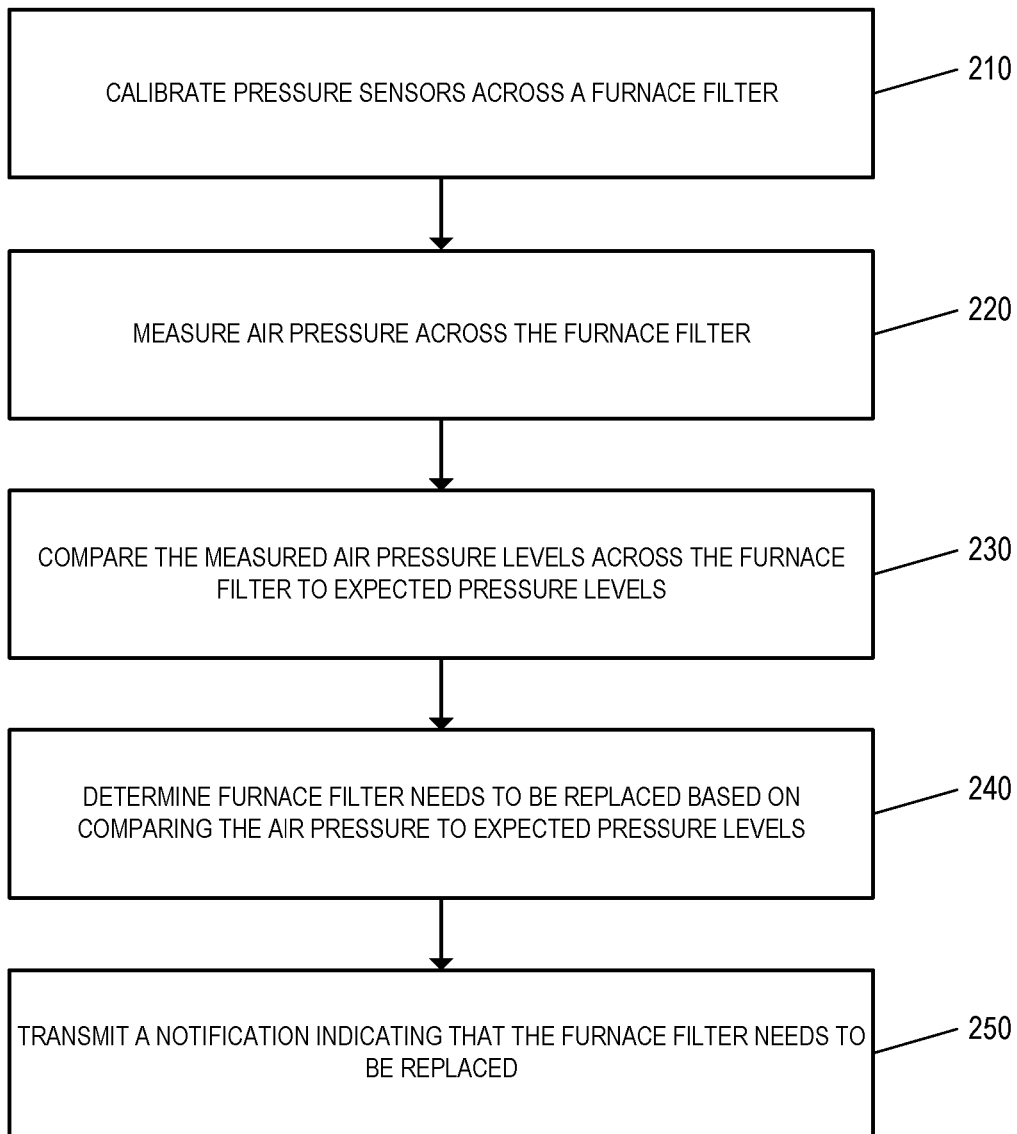 CALIBRATE PRESSURE SENSORS ACROSS A FURNACE FILTER
210
MEASURE AIR PRESSURE ACROSS THE FURNACE FILTER
220
COMPARE THE MEASURED AIR PRESSURE LEVELS ACROSS THE FURNACE
FILTER TO EXPECTED PRESSURE LEVELS
230
DETERMINE FURNACE FILTER NEEDS TO BE REPLACED BASED ON
COMPARING THE AIR PRESSURE TO EXPECTED PRESSURE LEVELS
240
TRANSMIT A NOTIFICATION INDICATING THAT THE FURNACE FILTER NEEDS TO
BE REPLACED
250